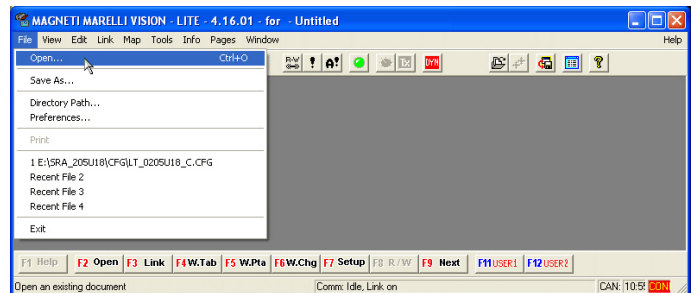 MAGNETI MARELLI VISION - LITE - 4.16.01 - for - Untitled
File View Edit Link Map Tools Info Pages Window Help
Open... Ctrl+O
Save As...
Directory Path...
Preferences...
Print
1 E:\SRA_205U18\CFG\LT_0205U18_C.CFG
Recent File 2
Recent File 3
Recent File 4
Exit
R/W ! A! TX DYN ?
F1 Help F2 Open F3 Link F4 W.Tab F5 W.Pta F6 W.Chg F7 Setup F8 R/W F9 Next F11 USER1 F12 USER2
Open an existing document Comm: Idle, Link on CAN: 10:5 CON